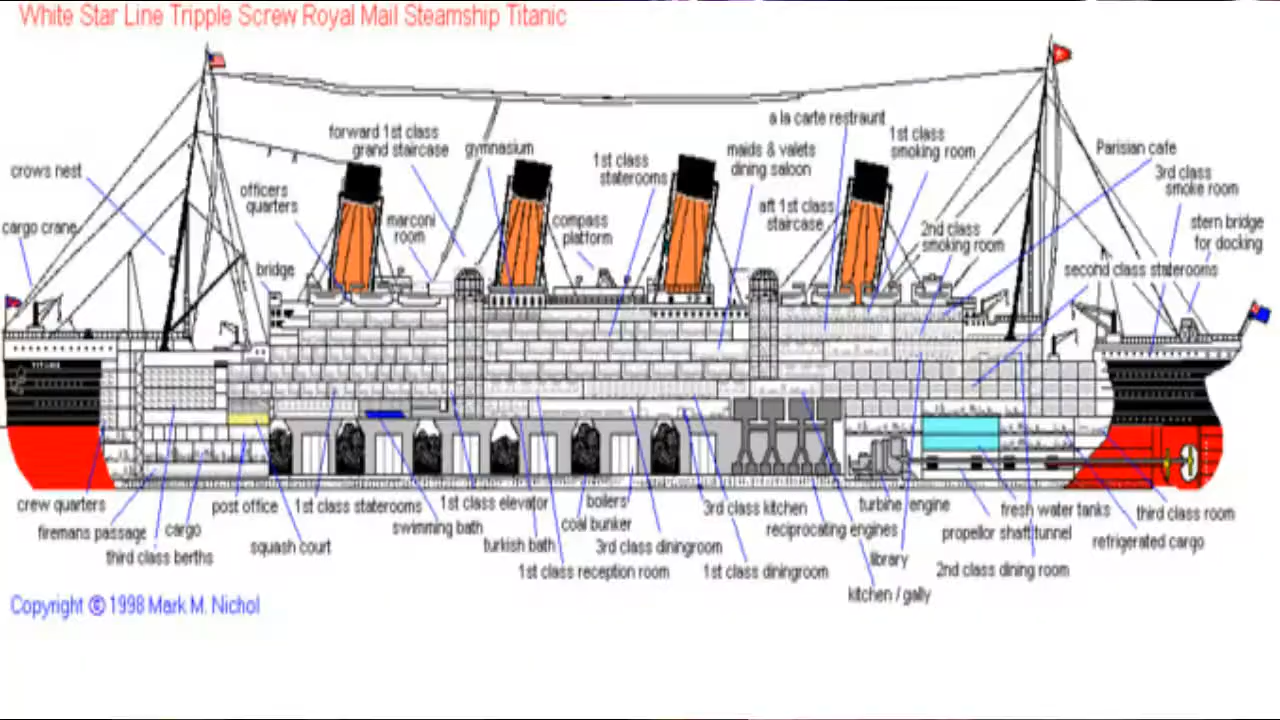 White Star Line Tripple Screw Royal Mail Steamship Titanic
a la carte restraunt
forward 1st class
grand staircase
gymnasium
1st class
staterooms
maids & valets
dining saloon
1st class
smoking room
Parisian cafe
3rd class
smoke room
crows nest
officers
quarters
marconi
room
compass
platform
aft 1st class
staircase
2nd class
smoking room
stern bridge
for docking
cargo crane
bridge
second class staterooms
TITANIC
crew quarters
firemans passage
cargo
third class berths
post office
squash court
1st class staterooms
swimming bath
1st class elevator
turkish bath
1st class reception room
boilers
coal bunker
3rd class diningroom
3rd class kitchen
1st class diningroom
reciprocating engines
turbine engine
library
kitchen / gally
propellor shaft tunnel
2nd class dining room
fresh water tanks
refrigerated cargo
third class room
Copyright © 1998 Mark M. Nichol